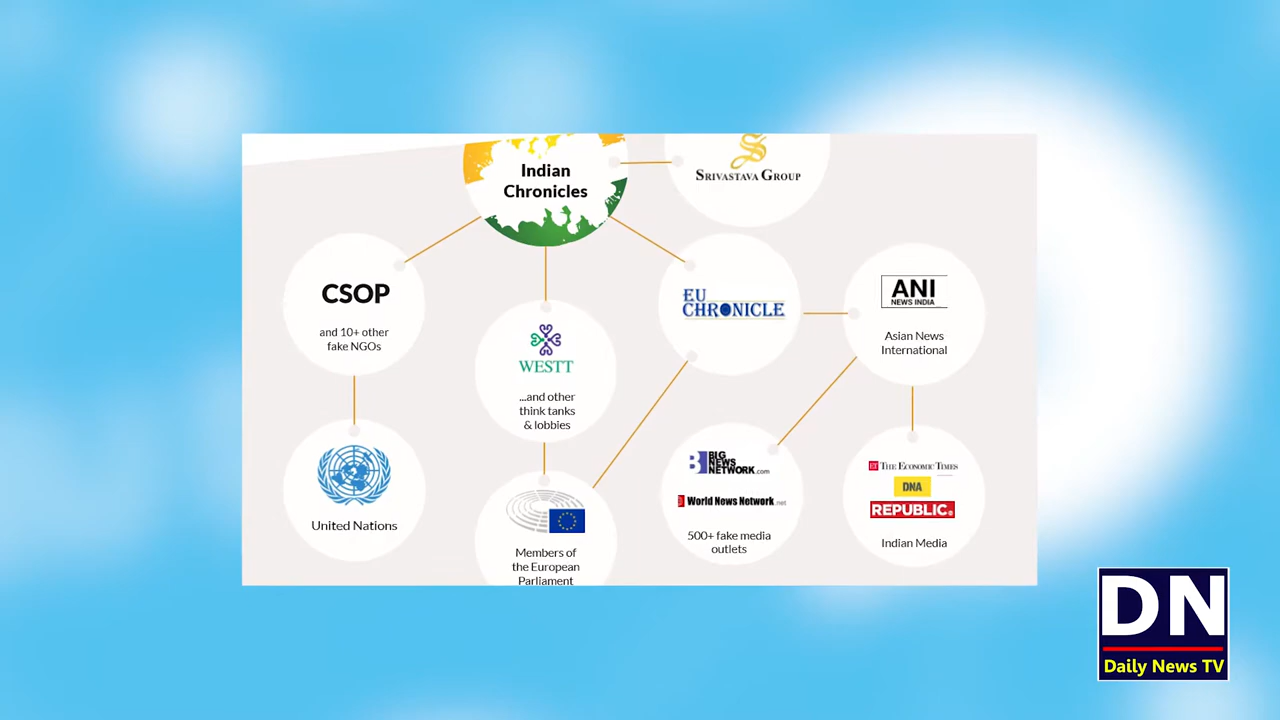 Indian
Chronicles
S
SRIVASTAVA GROUP
CSOP
and 10+ other
fake NGOs
EU
CHRONICLE
ANI
NEWS INDIA
Asian News
International
WESTT
...and other
think tanks
& lobbies
United Nations
Members of
the European
Parliament
B BIG
NEWS
NETWORK.com
World News Network.net
500+ fake media
outlets
ET THE ECONOMIC TIMES
DNA
REPUBLIC.
Indian Media
DN
Daily News TV